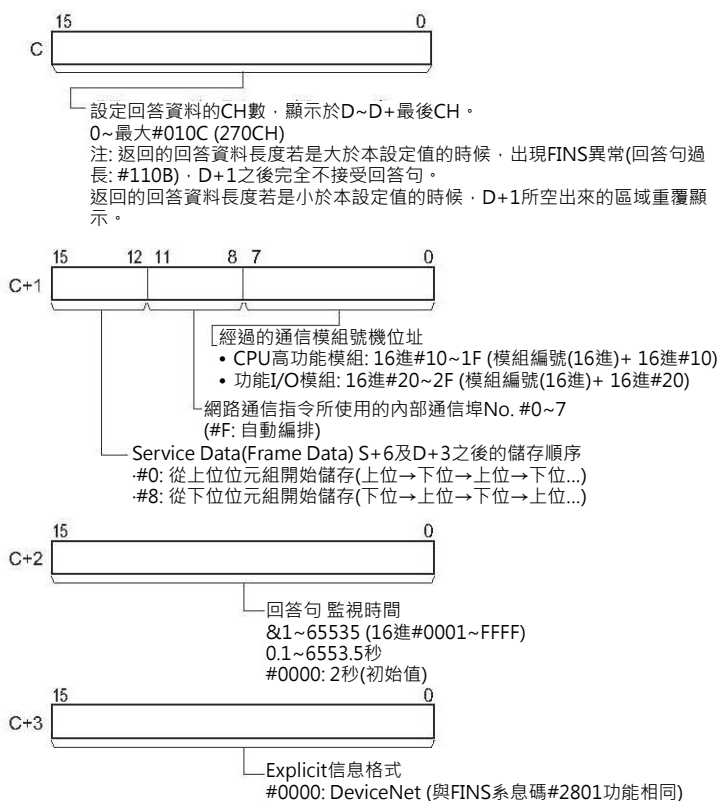 15 0
C
設定回答資料的CH數，顯示於D~D+最後CH。
0~最大#010C (270CH)
注: 返回的回答資料長度若是大於本設定值的時候，出現FINS異常(回答句過
長: #110B)，D+1之後完全不接受回答句。
返回的回答資料長度若是小於本設定值的時候，D+1所空出來的區域重覆顯
示。
15 12 11 8 7 0
C+1
經過的通信模組號機位址
• CPU高功能模組: 16進#10~1F (模組編號(16進)+ 16進#10)
• 功能I/O模組: 16進#20~2F (模組編號(16進)+ 16進#20)
網路通信指令所使用的內部通信埠No. #0~7
(#F: 自動編排)
Service Data(Frame Data) S+6及D+3之後的儲存順序
·#0: 從上位位元組開始儲存(上位→下位→上位→下位...)
·#8: 從下位位元組開始儲存(下位→上位→下位→上位...)
15 0
C+2
回答句 監視時間
&1~65535 (16進#0001~FFFF)
0.1~6553.5秒
#0000: 2秒(初始值)
15 0
C+3
Explicit信息格式
#0000: DeviceNet (與FINS系息碼#2801功能相同)